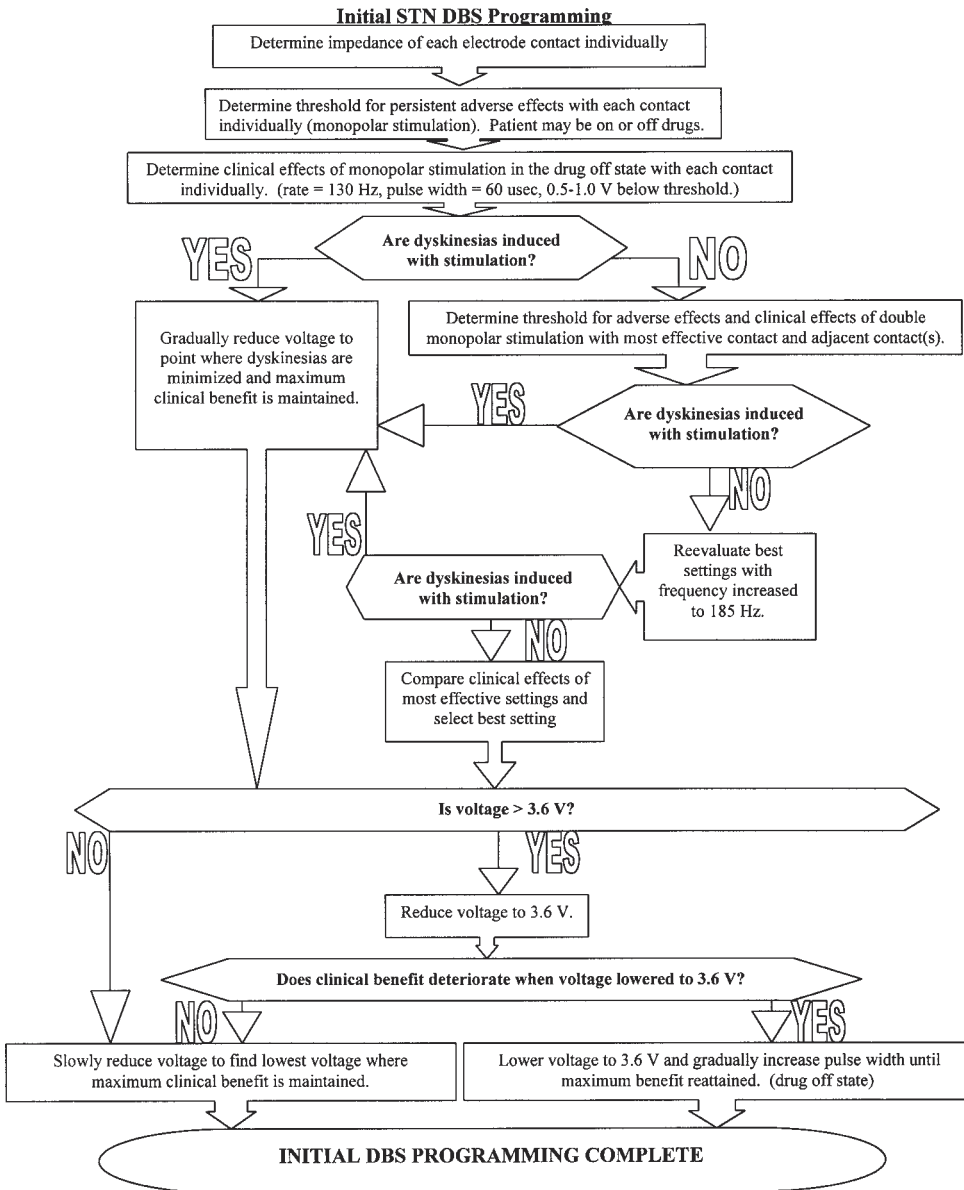 Initial STN DBS Programming
Determine impedance of each electrode contact individually
Determine threshold for persistent adverse effects with each contact
individually (monopolar stimulation). Patient may be on or off drugs.
Determine clinical effects of monopolar stimulation in the drug off state with each contact
individually. (rate = 130 Hz, pulse width = 60 usec, 0.5-1.0 V below threshold.)
Are dyskinesias induced
with stimulation?
YES
NO
Gradually reduce voltage to
point where dyskinesias are
minimized and maximum
clinical benefit is maintained.
Determine threshold for adverse effects and clinical effects of double
monopolar stimulation with most effective contact and adjacent contact(s).
YES
Are dyskinesias induced
with stimulation?
NO
YES
Reevaluate best
settings with
frequency increased
to 185 Hz.
Are dyskinesias induced
with stimulation?
NO
Compare clinical effects of
most effective settings and
select best setting
Is voltage > 3.6 V?
NO
YES
Reduce voltage to 3.6 V.
Does clinical benefit deteriorate when voltage lowered to 3.6 V?
NO
YES
Slowly reduce voltage to find lowest voltage where
maximum clinical benefit is maintained.
Lower voltage to 3.6 V and gradually increase pulse width until
maximum benefit reattained. (drug off state)
INITIAL DBS PROGRAMMING COMPLETE